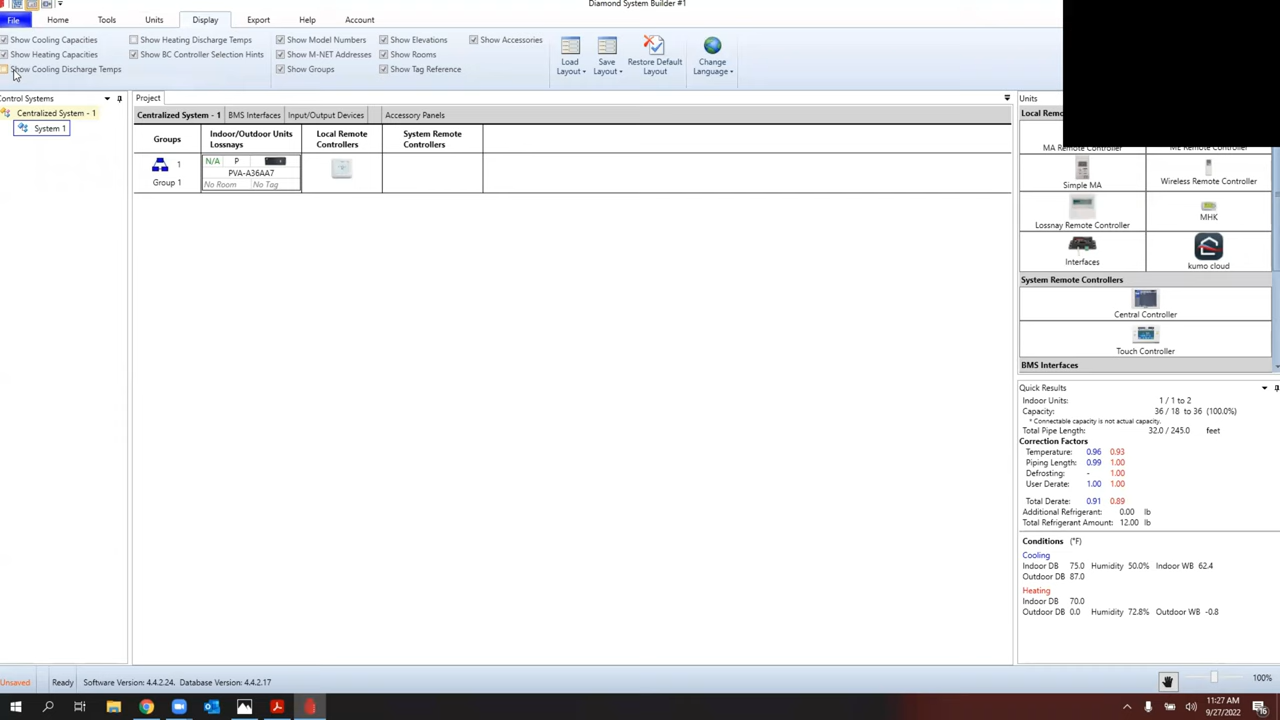 Diamond System Builder #1
File Home Tools Units Display Export Help Account
Show Cooling Capacities Show Heating Discharge Temps Show Model Numbers Show Elevations Show Accessories
Show Heating Capacities Show BC Controller Selection Hints Show M-NET Addresses Show Rooms
Show Cooling Discharge Temps Show Groups Show Tag Reference
Load Layout Save Layout Restore Default Layout Change Language
Control Systems
Centralized System - 1
System 1
Project
Centralized System - 1 BMS Interfaces Input/Output Devices Accessory Panels
Groups Indoor/Outdoor Units Lossnays Local Remote Controllers System Remote Controllers
1
Group 1
N/A P
PVA-A36AA7
No Room No Tag
Units
Simple MA Wireless Remote Controller
Lossnay Remote Controller MHK
Interfaces kumo cloud
System Remote Controllers
Central Controller
Touch Controller
BMS Interfaces
Quick Results
Indoor Units: 1 / 1 to 2
Capacity: 36 / 18 to 36 (100.0%)
* Connectable capacity is not actual capacity.
Total Pipe Length: 32.0 / 245.0 feet
Correction Factors
Temperature: 0.96 0.93
Piping Length: 0.99 1.00
Defrosting: - 1.00
User Derate: 1.00 1.00
Total Derate: 0.91 0.89
Additional Refrigerant: 0.00 lb
Total Refrigerant Amount: 12.00 lb
Conditions (°F)
Cooling
Indoor DB 75.0 Humidity 50.0% Indoor WB 62.4
Outdoor DB 87.0
Heating
Indoor DB 70.0
Outdoor DB 0.0 Humidity 72.8% Outdoor WB -0.8
Unsaved Ready Software Version: 4.4.2.24. Database Version: 4.4.2.17 100%
11:27 AM
9/27/2022